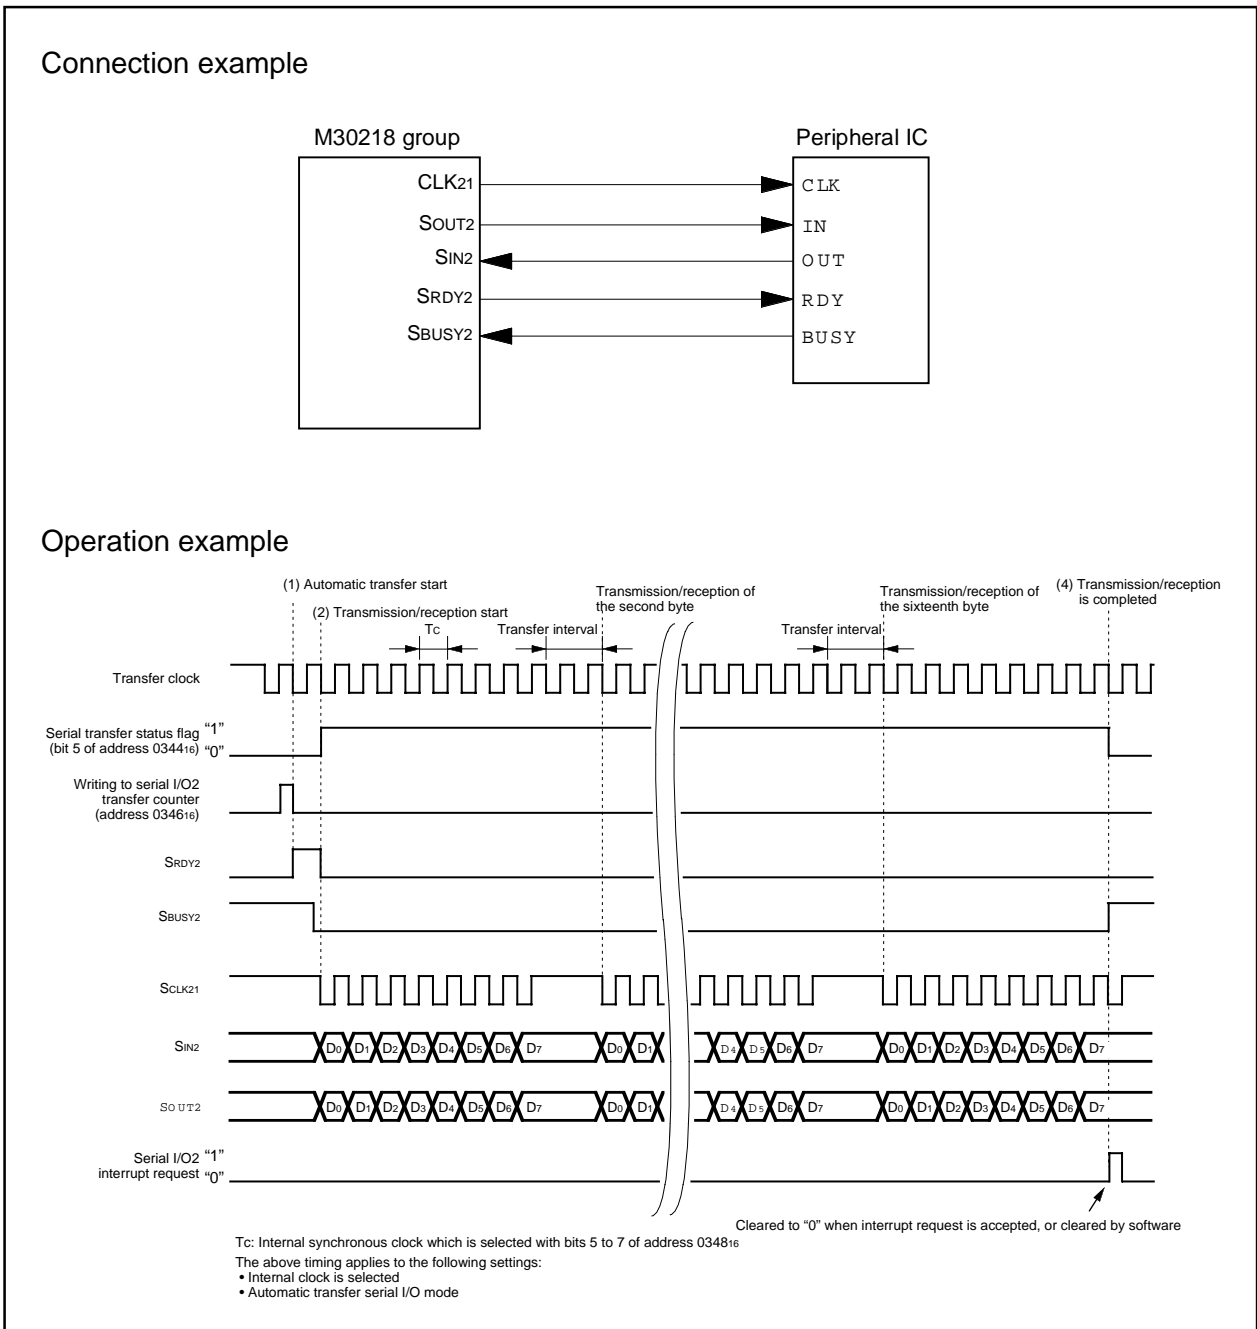 Connection example
M30218 group
Peripheral IC
CLK21
CLK
SOUT2
IN
SIN2
OUT
SRDY2
RDY
SBUSY2
BUSY
Operation example
(1) Automatic transfer start
(2) Transmission/reception start
Transmission/reception of
the second byte
Transmission/reception of
the sixteenth byte
(4) Transmission/reception
is completed
Tc
Transfer interval
Transfer interval
Transfer clock
Serial transfer status flag "1"
(bit 5 of address 034416) "0"
Writing to serial I/O2
transfer counter
(address 034616)
SRDY2
SBUSY2
SCLK21
SIN2
D0 D1 D2 D3 D4 D5 D6 D7 D0 D1 D4 D5 D6 D7 D0 D1 D2 D3 D4 D5 D6 D7
SOUT2
D0 D1 D2 D3 D4 D5 D6 D7 D0 D1 D4 D5 D6 D7 D0 D1 D2 D3 D4 D5 D6 D7
Serial I/O2 “1”
interrupt request “0”
Cleared to “0” when interrupt request is accepted, or cleared by software
Tc: Internal synchronous clock which is selected with bits 5 to 7 of address 034816
The above timing applies to the following settings:
• Internal clock is selected
• Automatic transfer serial I/O mode